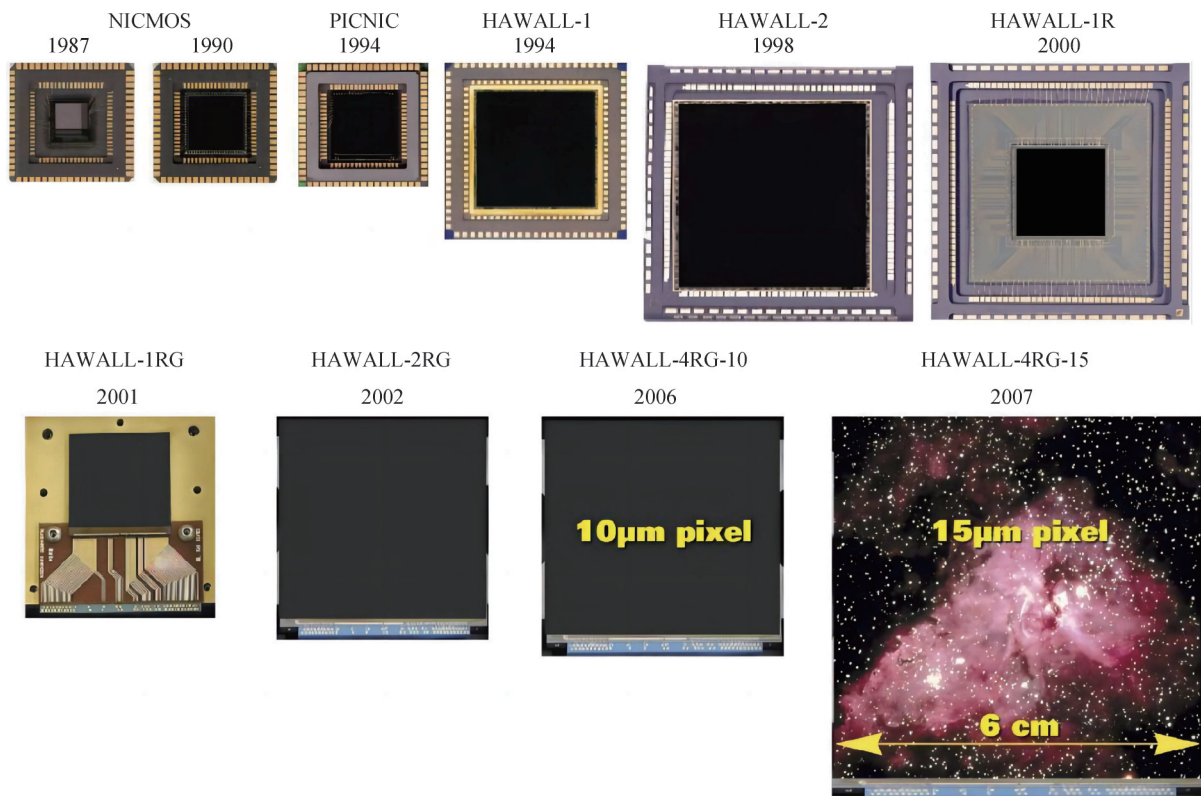 NICMOS PICNIC HAWALL-1 HAWALL-2 HAWALL-1R
1987 1990 1994 1994 1998 2000
HAWALL-1RG HAWALL-2RG HAWALL-4RG-10 HAWALL-4RG-15
2001 2002 2006 2007
10µm pixel 15µm pixel
6 cm